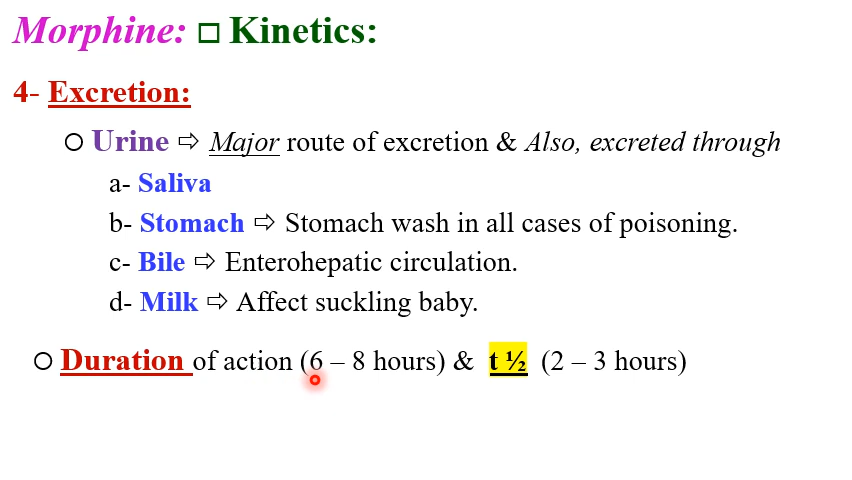 Morphine: □ Kinetics:
4- Excretion:
○ Urine ⇨ Major route of excretion & Also, excreted through
a- Saliva
b- Stomach ⇨ Stomach wash in all cases of poisoning.
c- Bile ⇨ Enterohepatic circulation.
d- Milk ⇨ Affect suckling baby.
○ Duration of action (6 – 8 hours) & t ½ (2 – 3 hours)